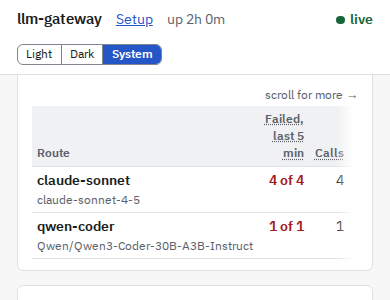 llm-gateway Setup up 2h 0m live
Light Dark System
scroll for more →
Failed,
last 5
Route min Calls
claude-sonnet 4 of 4 4
claude-sonnet-4-5
qwen-coder 1 of 1 1
Qwen/Qwen3-Coder-30B-A3B-Instruct